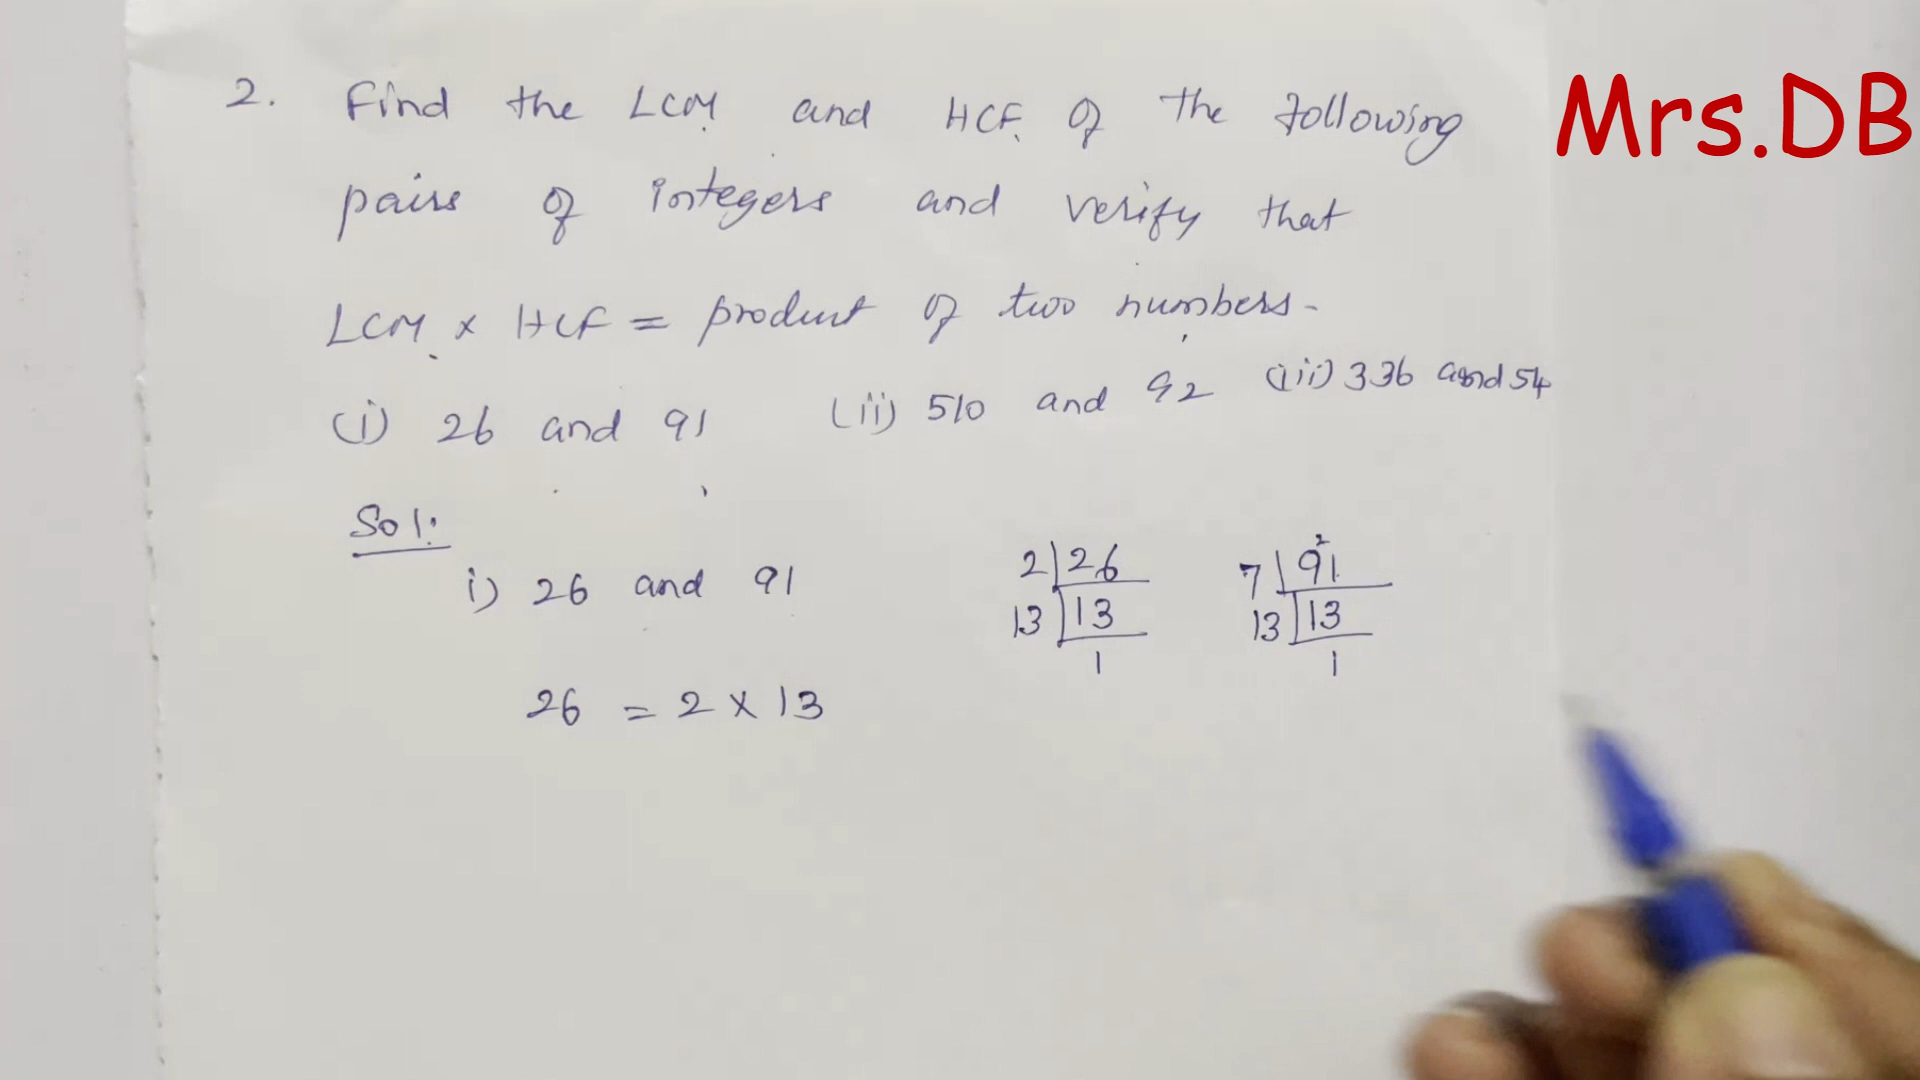 Mrs.DB
2. Find the LCM and HCF of the following
pairs of integers and verify that
LCM x HCF = product of two numbers-
(i) 26 and 91 (ii) 510 and 92 (iii) 336 and 54
Sol:
i) 26 and 91
2|26 7|91
13|13 13|13
1 1
26 = 2 x 13